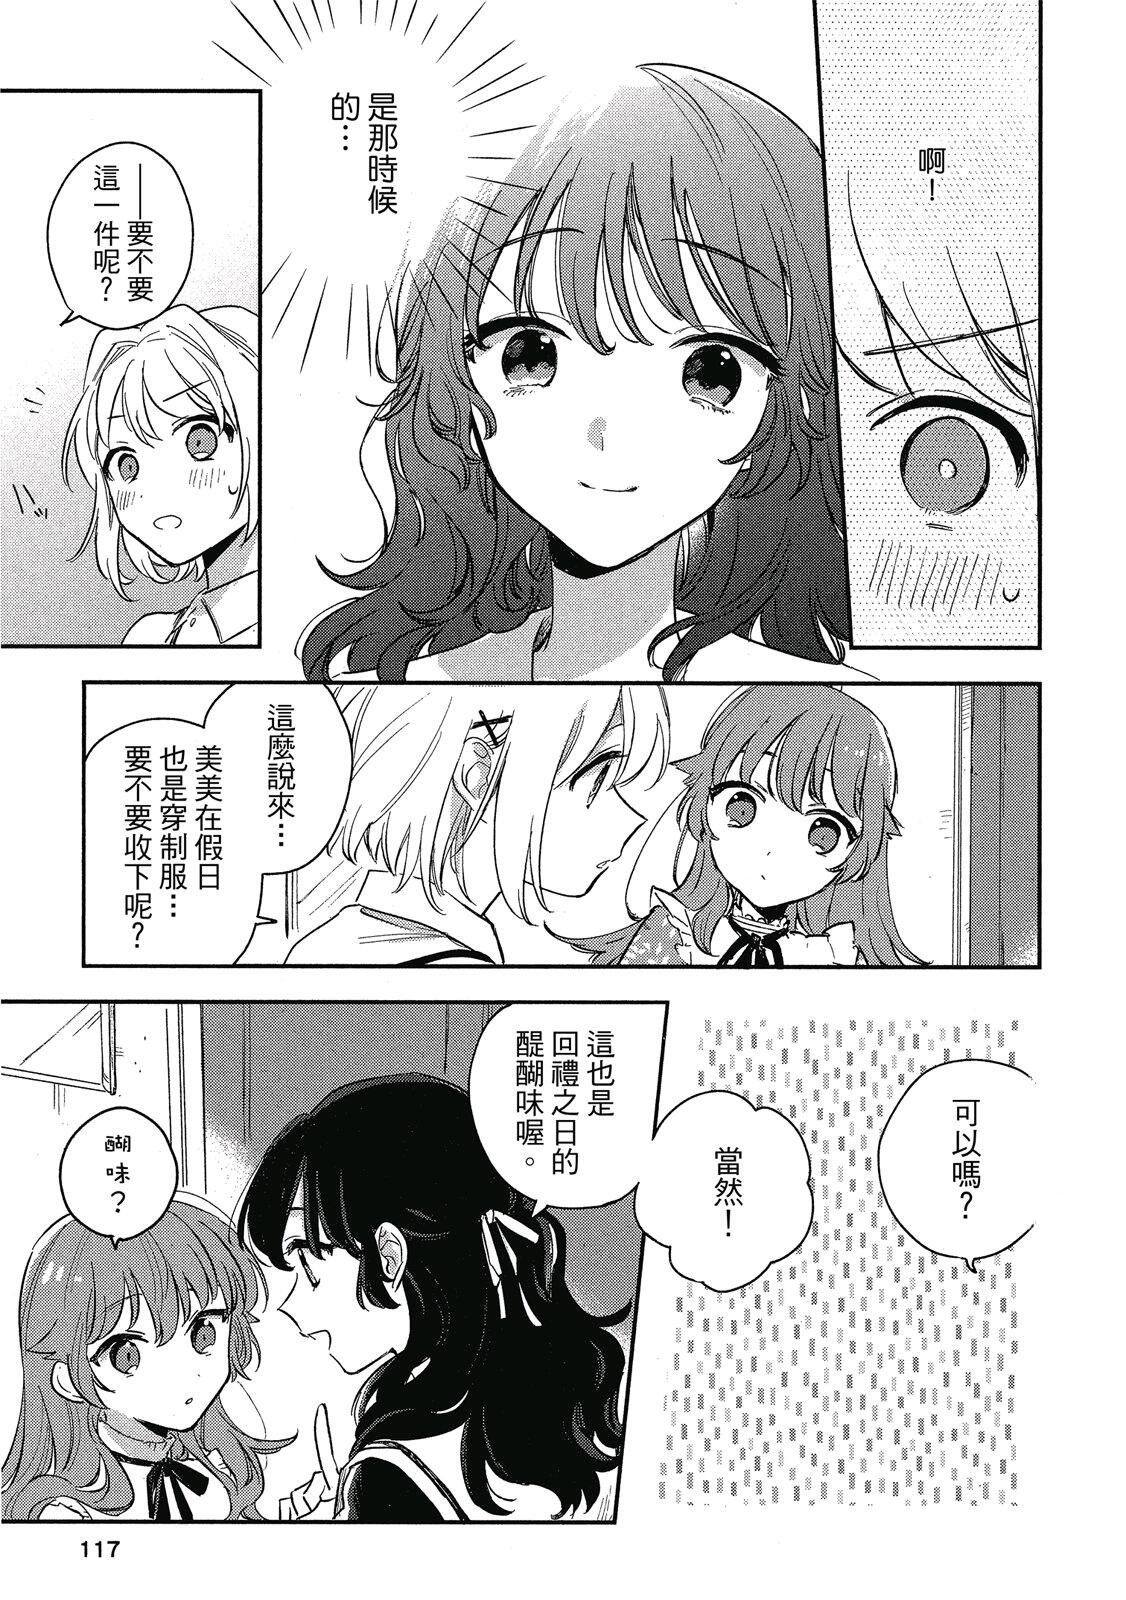 啊！
是那時候
的…
——要不要
這一件呢？
這麼說來…
美美在假日
也是穿制服…
要不要收下呢？
可以嗎？
當然！
這也是
回禮之日的
醍醐味喔。
醐味？
117